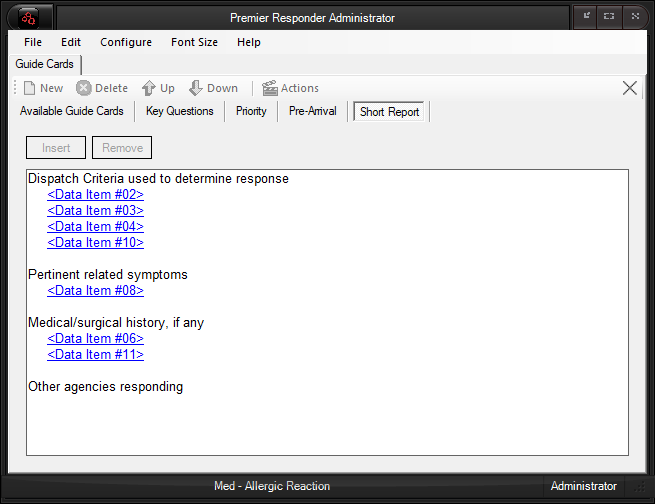 Premier Responder Administrator
File Edit Configure Font Size Help
Guide Cards
New Delete Up Down Actions
Available Guide Cards Key Questions Priority Pre-Arrival Short Report
Insert Remove
Dispatch Criteria used to determine response
<Data Item #02>
<Data Item #03>
<Data Item #04>
<Data Item #10>
Pertinent related symptoms
<Data Item #08>
Medical/surgical history, if any
<Data Item #06>
<Data Item #11>
Other agencies responding
Med - Allergic Reaction Administrator